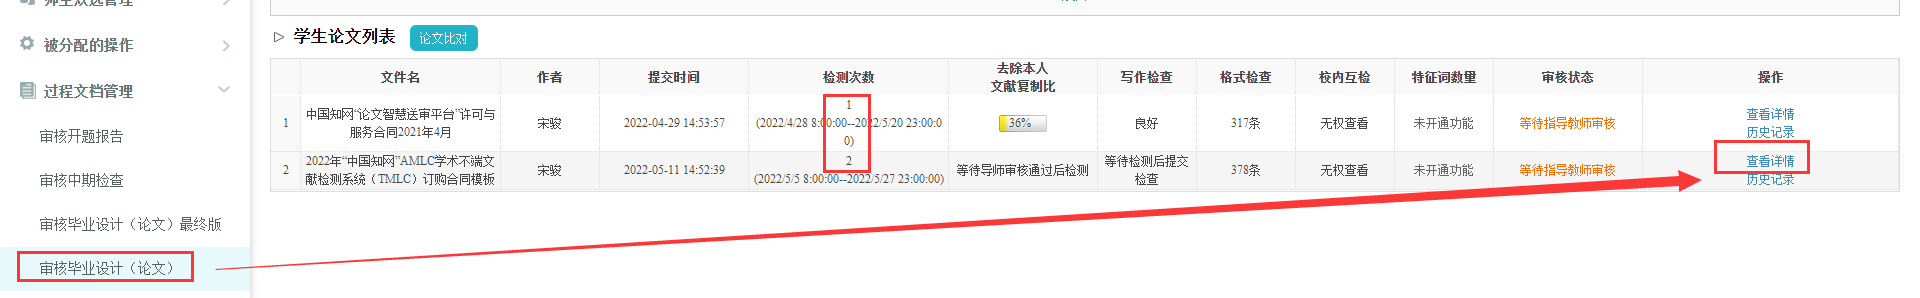 师生双选管理
被分配的操作
过程文档管理
审核开题报告
审核中期检查
审核毕业设计（论文）最终版
审核毕业设计（论文）
学生论文列表 论文比对
文件名 作者 提交时间 检测次数 去除本人 写作检查 格式检查 校内互检 特征词数量 审核状态 操作
文献复制比
1 中国知网“论文智慧送审平台”许可与 宋骏 2022-04-29 14:53:57 1 36% 良好 317条 无权查看 未开通功能 等待指导教师审核 查看详情
服务合同2021年4月 (2022/4/28 8:00:00--2022/5/20 23:00:0 历史记录
0)
2 2022年“中国知网”AMLC学术不端文 宋骏 2022-05-11 14:52:39 2 等待导师审核通过后检测 等待检测后提交 378条 无权查看 未开通功能 等待指导教师审核 查看详情
献检测系统（TMLC）订购合同模板 (2022/5/5 8:00:00--2022/5/27 23:00:00) 检查 历史记录